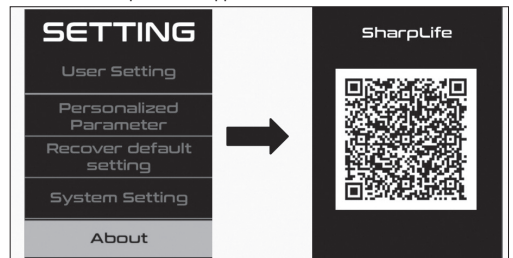 SETTING
User Setting
Personalized
Parameter
Recover default
setting
System Setting
About
SharpLife